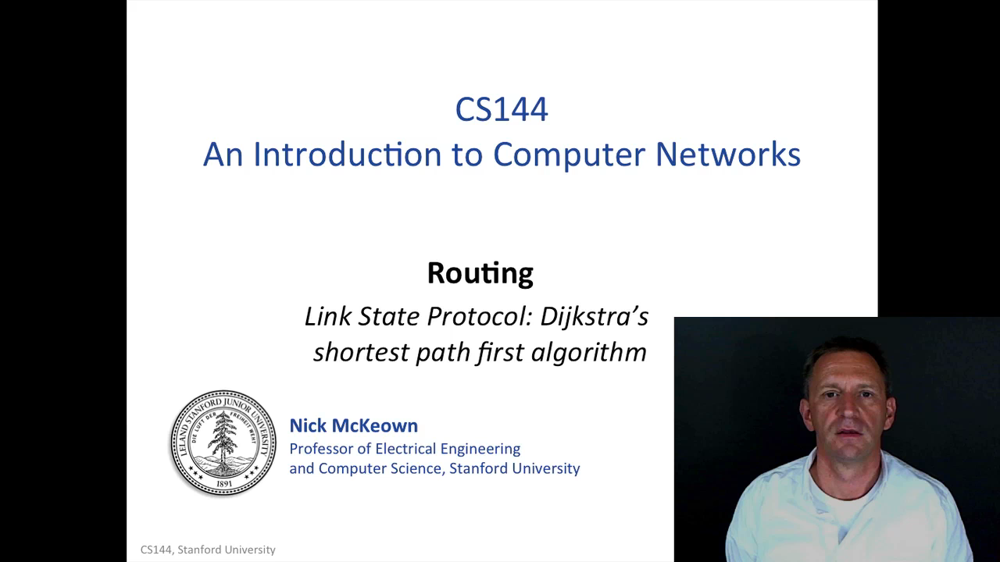 CS144
An Introduction to Computer Networks
Routing
Link State Protocol: Dijkstra’s
shortest path first algorithm
LELAND STANFORD JUNIOR UNIVERSITY
DIE LUFT DER FREIHEIT WEHT
1891
Nick McKeown
Professor of Electrical Engineering
and Computer Science, Stanford University
CS144, Stanford University